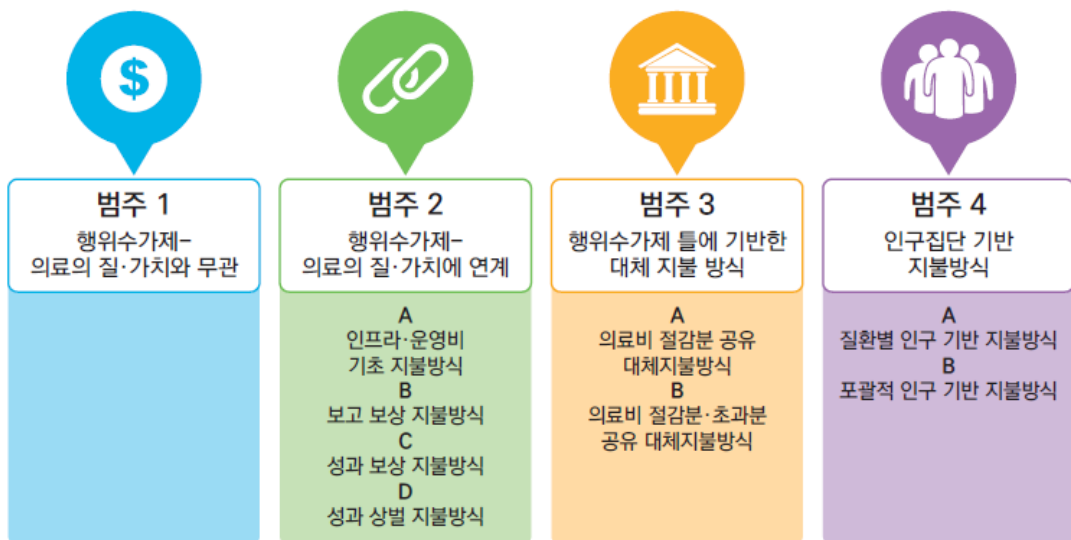 $
범주 1
행위수가제-
의료의 질·가치와 무관
범주 2
행위수가제-
의료의 질·가치에 연계
A
인프라·운영비
기초 지불방식
B
보고 보상 지불방식
C
성과 보상 지불방식
D
성과 상벌 지불방식
범주 3
행위수가제 틀에 기반한
대체 지불 방식
A
의료비 절감분 공유
대체지불방식
B
의료비 절감분·초과분
공유 대체지불방식
범주 4
인구집단 기반
지불방식
A
질환별 인구 기반 지불방식
B
포괄적 인구 기반 지불방식